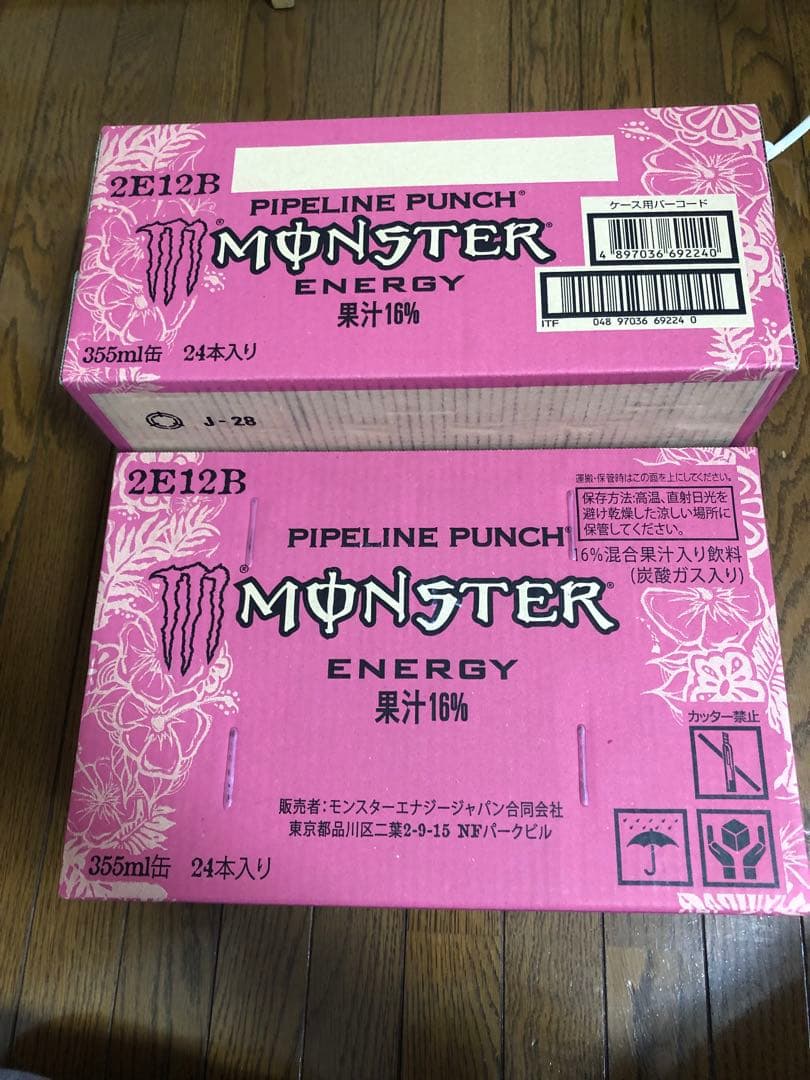 2E12B
PIPELINE PUNCH®
MONSTER®
ENERGY
果汁16%
355ml缶 24本入り
ケース用バーコード
4 897036 692240
ITF 048 97036 69224 0
J-28
2E12B
PIPELINE PUNCH®
MONSTER®
ENERGY
果汁16%
運搬・保管時はこの面を上にしてください。
保存方法:高温、直射日光を
避け乾燥した涼しい場所に
保管してください。
16%混合果汁入り飲料
(炭酸ガス入り)
カッター禁止
販売者:モンスターエナジージャパン合同会社
東京都品川区二葉2-9-15 NFパークビル
355ml缶 24本入り